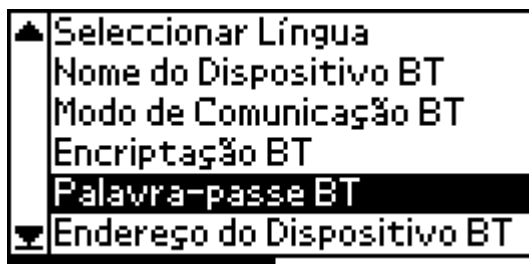 Seleccionar Língua
Nome do Dispositivo BT
Modo de Comunicação BT
Encriptação BT
Palavra-passe BT
Endereço do Dispositivo BT